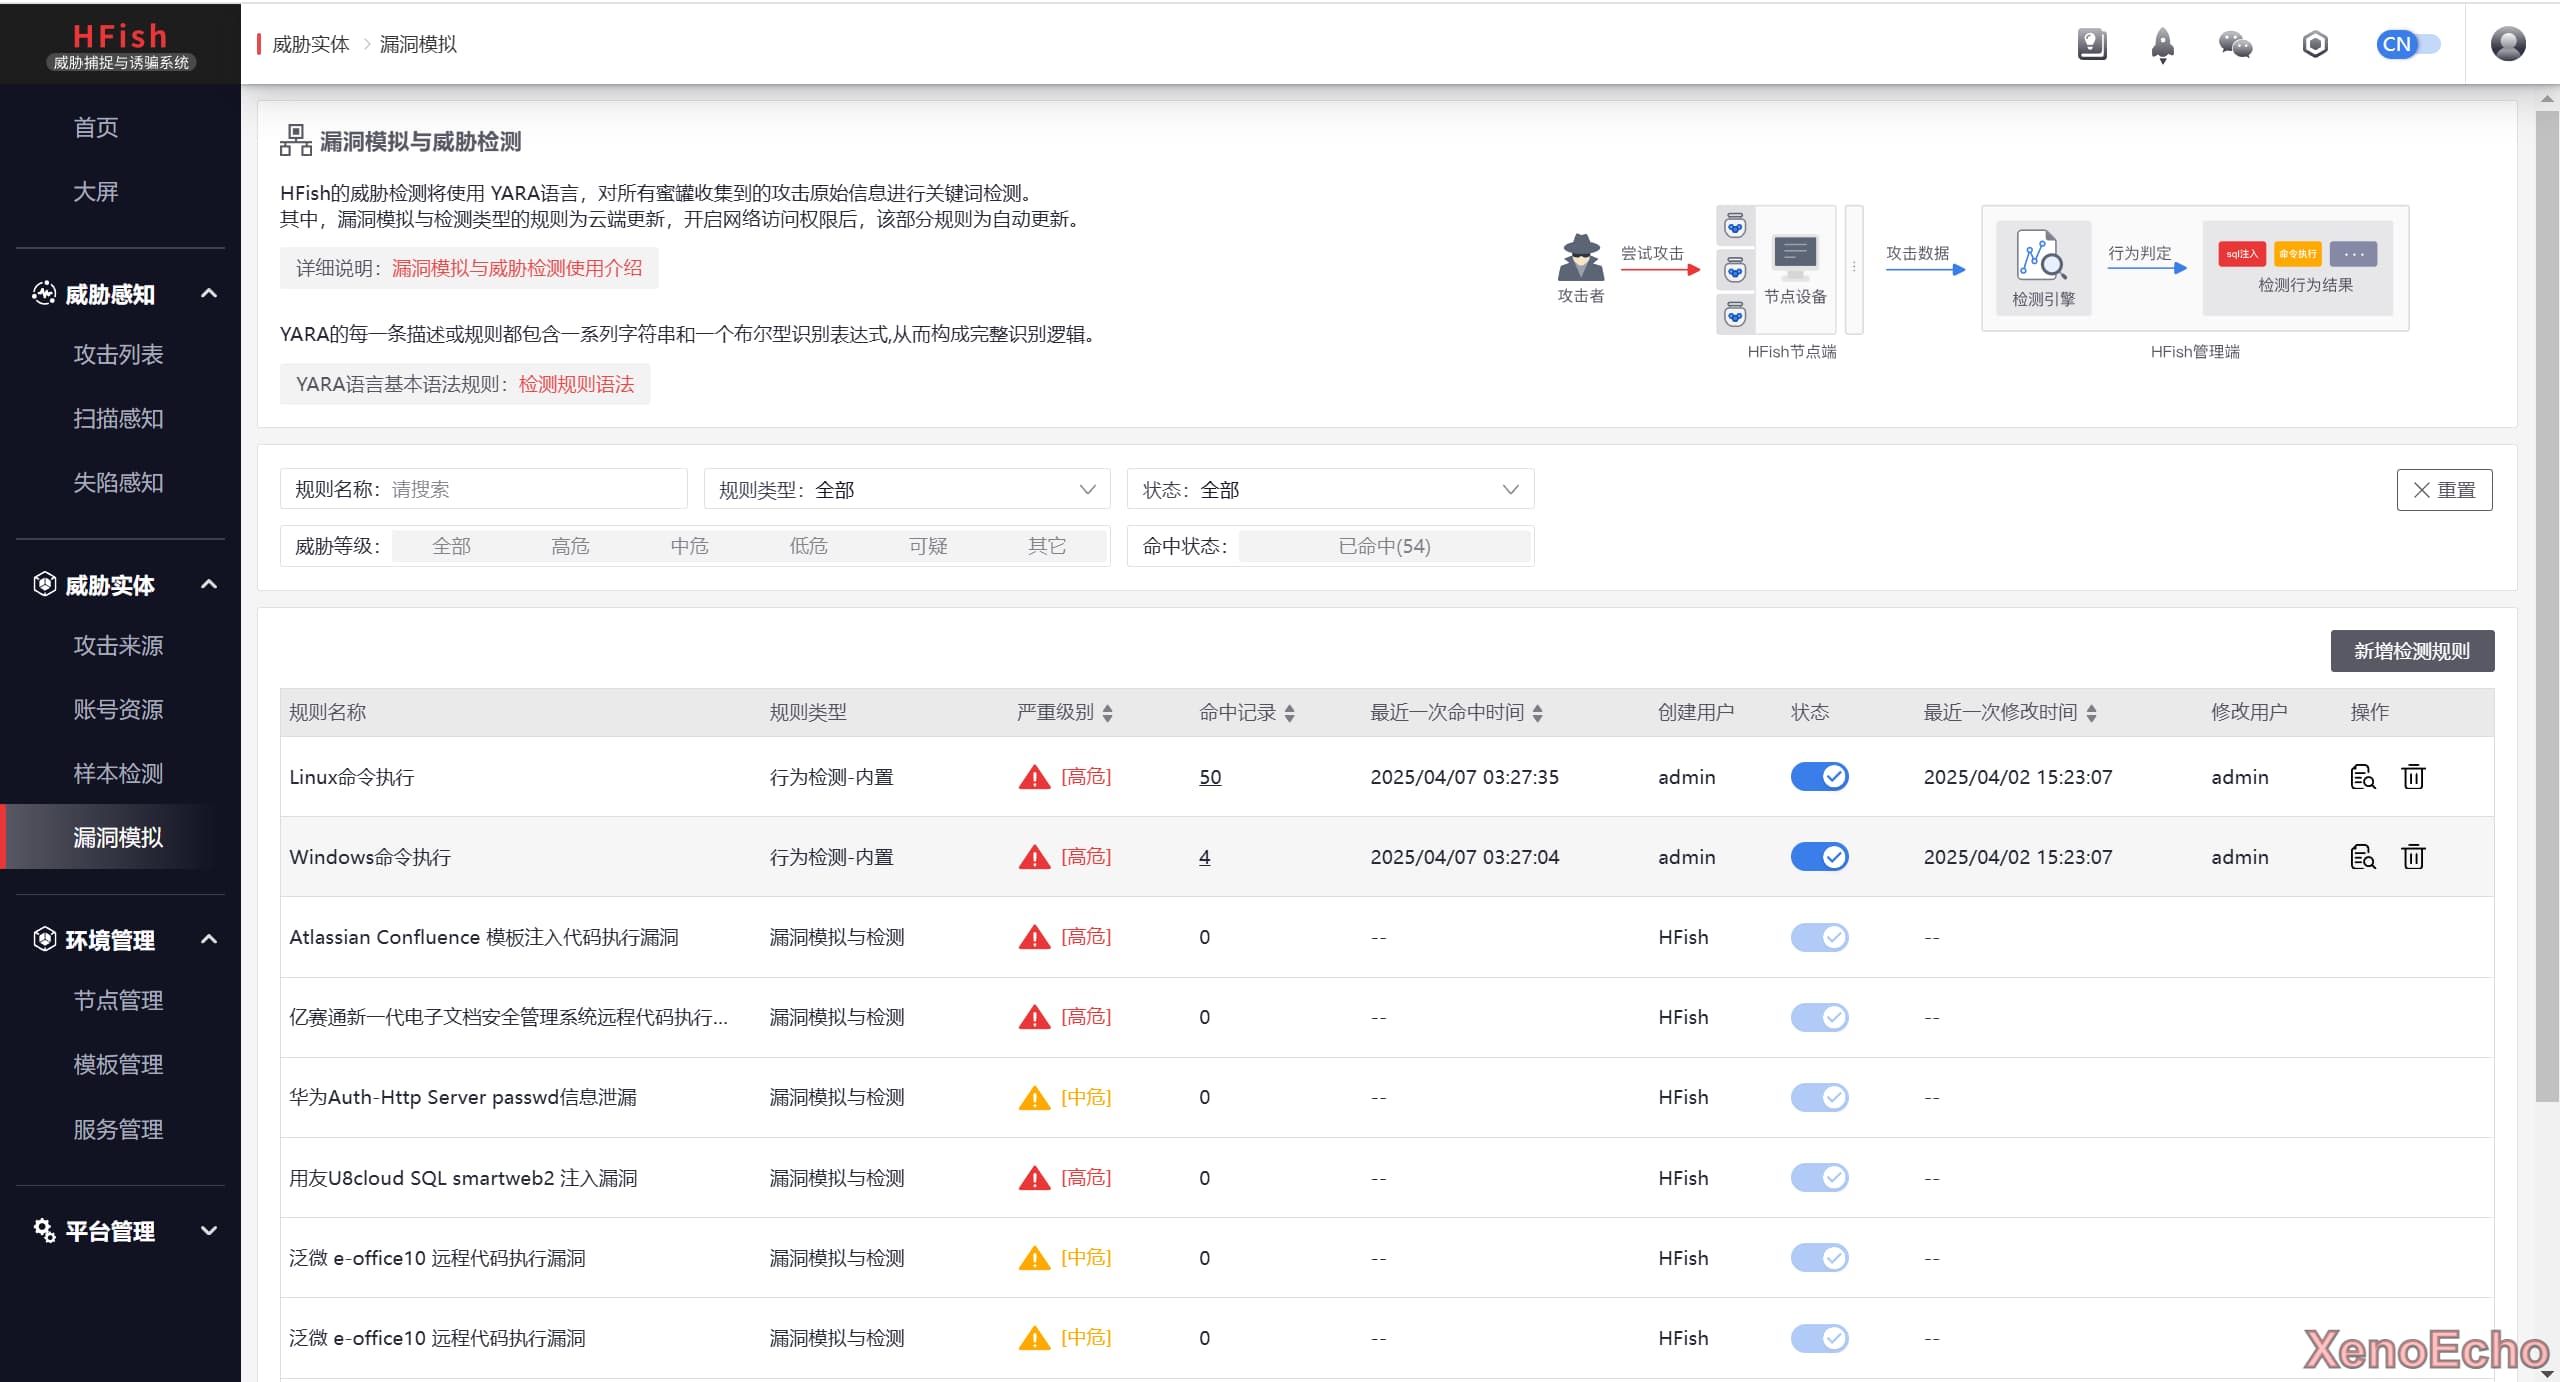 HFish
威胁捕捉与诱骗系统
首页
大屏
威胁感知
攻击列表
扫描感知
失陷感知
威胁实体
攻击来源
账号资源
样本检测
漏洞模拟
环境管理
节点管理
模板管理
服务管理
平台管理
威胁实体 > 漏洞模拟
CN
漏洞模拟与威胁检测
HFish的威胁检测将使用 YARA语言，对所有蜜罐收集到的攻击原始信息进行关键词检测。
其中，漏洞模拟与检测类型的规则为云端更新，开启网络访问权限后，该部分规则为自动更新。
详细说明：漏洞模拟与威胁检测使用介绍
YARA的每一条描述或规则都包含一系列字符串和一个布尔型识别表达式,从而构成完整识别逻辑。
YARA语言基本语法规则：检测规则语法
攻击者
尝试攻击
节点设备
HFish节点端
攻击数据
检测引擎
行为判定
sql注入 命令执行 ...
检测行为结果
HFish管理端
规则名称：请搜索
规则类型：全部
状态：全部
重置
威胁等级： 全部 高危 中危 低危 可疑 其它
命中状态： 已命中(54)
新增检测规则
规则名称 规则类型 严重级别 命中记录 最近一次命中时间 创建用户 状态 最近一次修改时间 修改用户 操作
Linux命令执行 行为检测-内置 [高危] 50 2025/04/07 03:27:35 admin 2025/04/02 15:23:07 admin
Windows命令执行 行为检测-内置 [高危] 4 2025/04/07 03:27:04 admin 2025/04/02 15:23:07 admin
Atlassian Confluence 模板注入代码执行漏洞 漏洞模拟与检测 [高危] 0 -- HFish --
亿赛通新一代电子文档安全管理系统远程代码执行... 漏洞模拟与检测 [高危] 0 -- HFish --
华为Auth-Http Server passwd信息泄漏 漏洞模拟与检测 [中危] 0 -- HFish --
用友U8cloud SQL smartweb2 注入漏洞 漏洞模拟与检测 [高危] 0 -- HFish --
泛微 e-office10 远程代码执行漏洞 漏洞模拟与检测 [中危] 0 -- HFish --
泛微 e-office10 远程代码执行漏洞 漏洞模拟与检测 [中危] 0 -- HFish --
XenoEcho